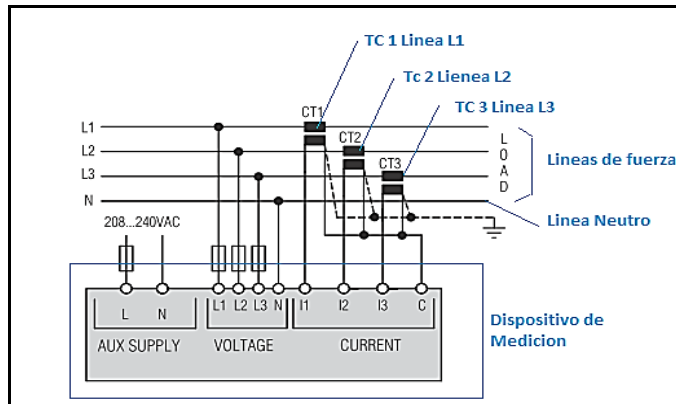 TC 1 Linea L1
Tc 2 Lienea L2
TC 3 Linea L3
CT1
CT2
CT3
L1
L2
L3
N
LOAD
Lineas de fuerza
Linea Neutro
208...240VAC
L N L1 L2 L3 N I1 I2 I3 C
AUX SUPPLY VOLTAGE CURRENT
Dispositivo de
Medicion